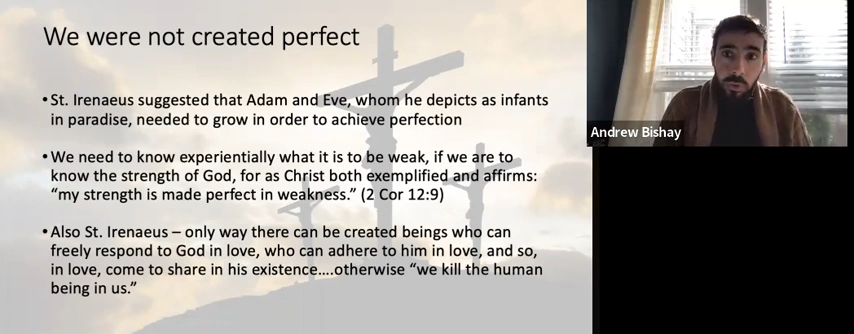 We were not created perfect
•St. Irenaeus suggested that Adam and Eve, whom he depicts as infants
in paradise, needed to grow in order to achieve perfection
•We need to know experientially what it is to be weak, if we are to
know the strength of God, for as Christ both exemplified and affirms:
“my strength is made perfect in weakness.” (2 Cor 12:9)
•Also St. Irenaeus – only way there can be created beings who can
freely respond to God in love, who can adhere to him in love, and so,
in love, come to share in his existence....otherwise “we kill the human
being in us.”
Andrew Bishay